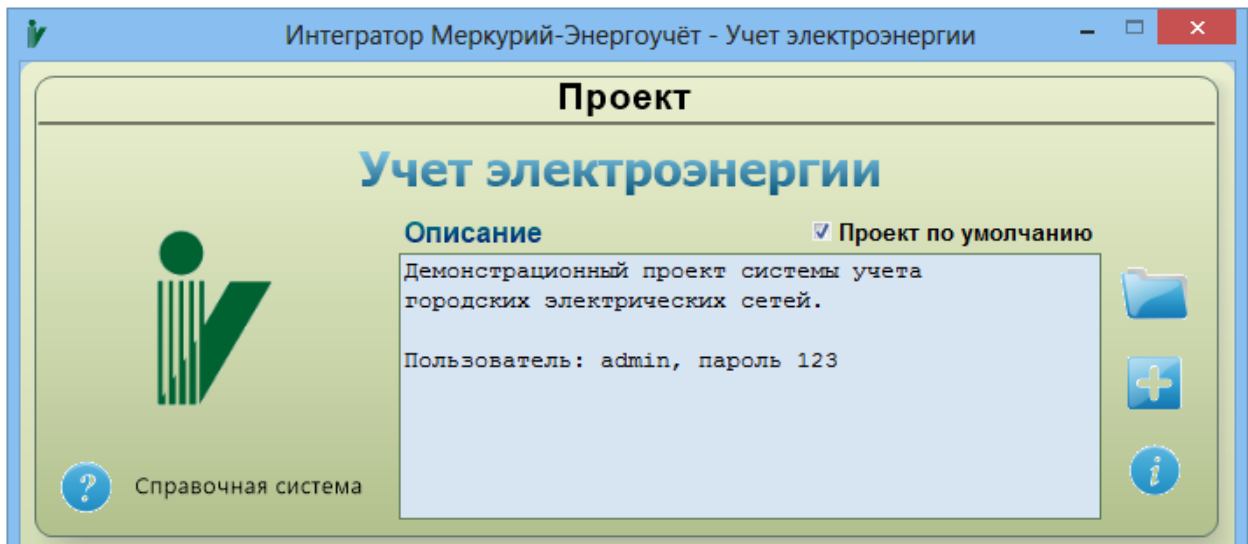 Интегратор Меркурий-Энергоучёт - Учет электроэнергии
Проект
Учет электроэнергии
Описание
Проект по умолчанию
Демонстрационный проект системы учета
городских электрических сетей.
Пользователь: admin, пароль 123
Справочная система